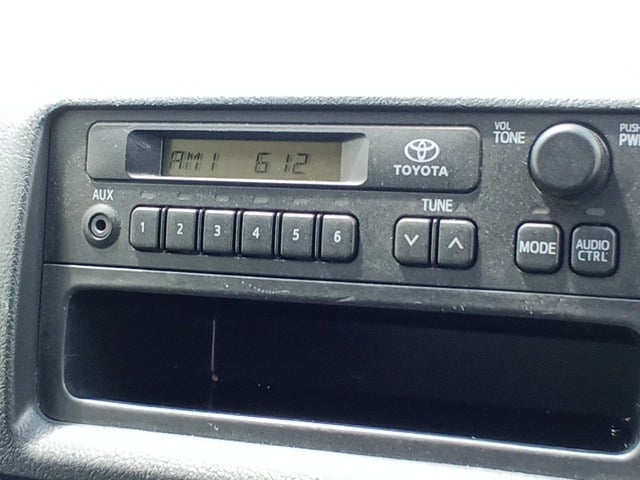 AM1 612
TOYOTA
VOL
TONE
PUSH
PWR
AUX
1 2 3 4 5 6
TUNE
MODE
AUDIO
CTRL